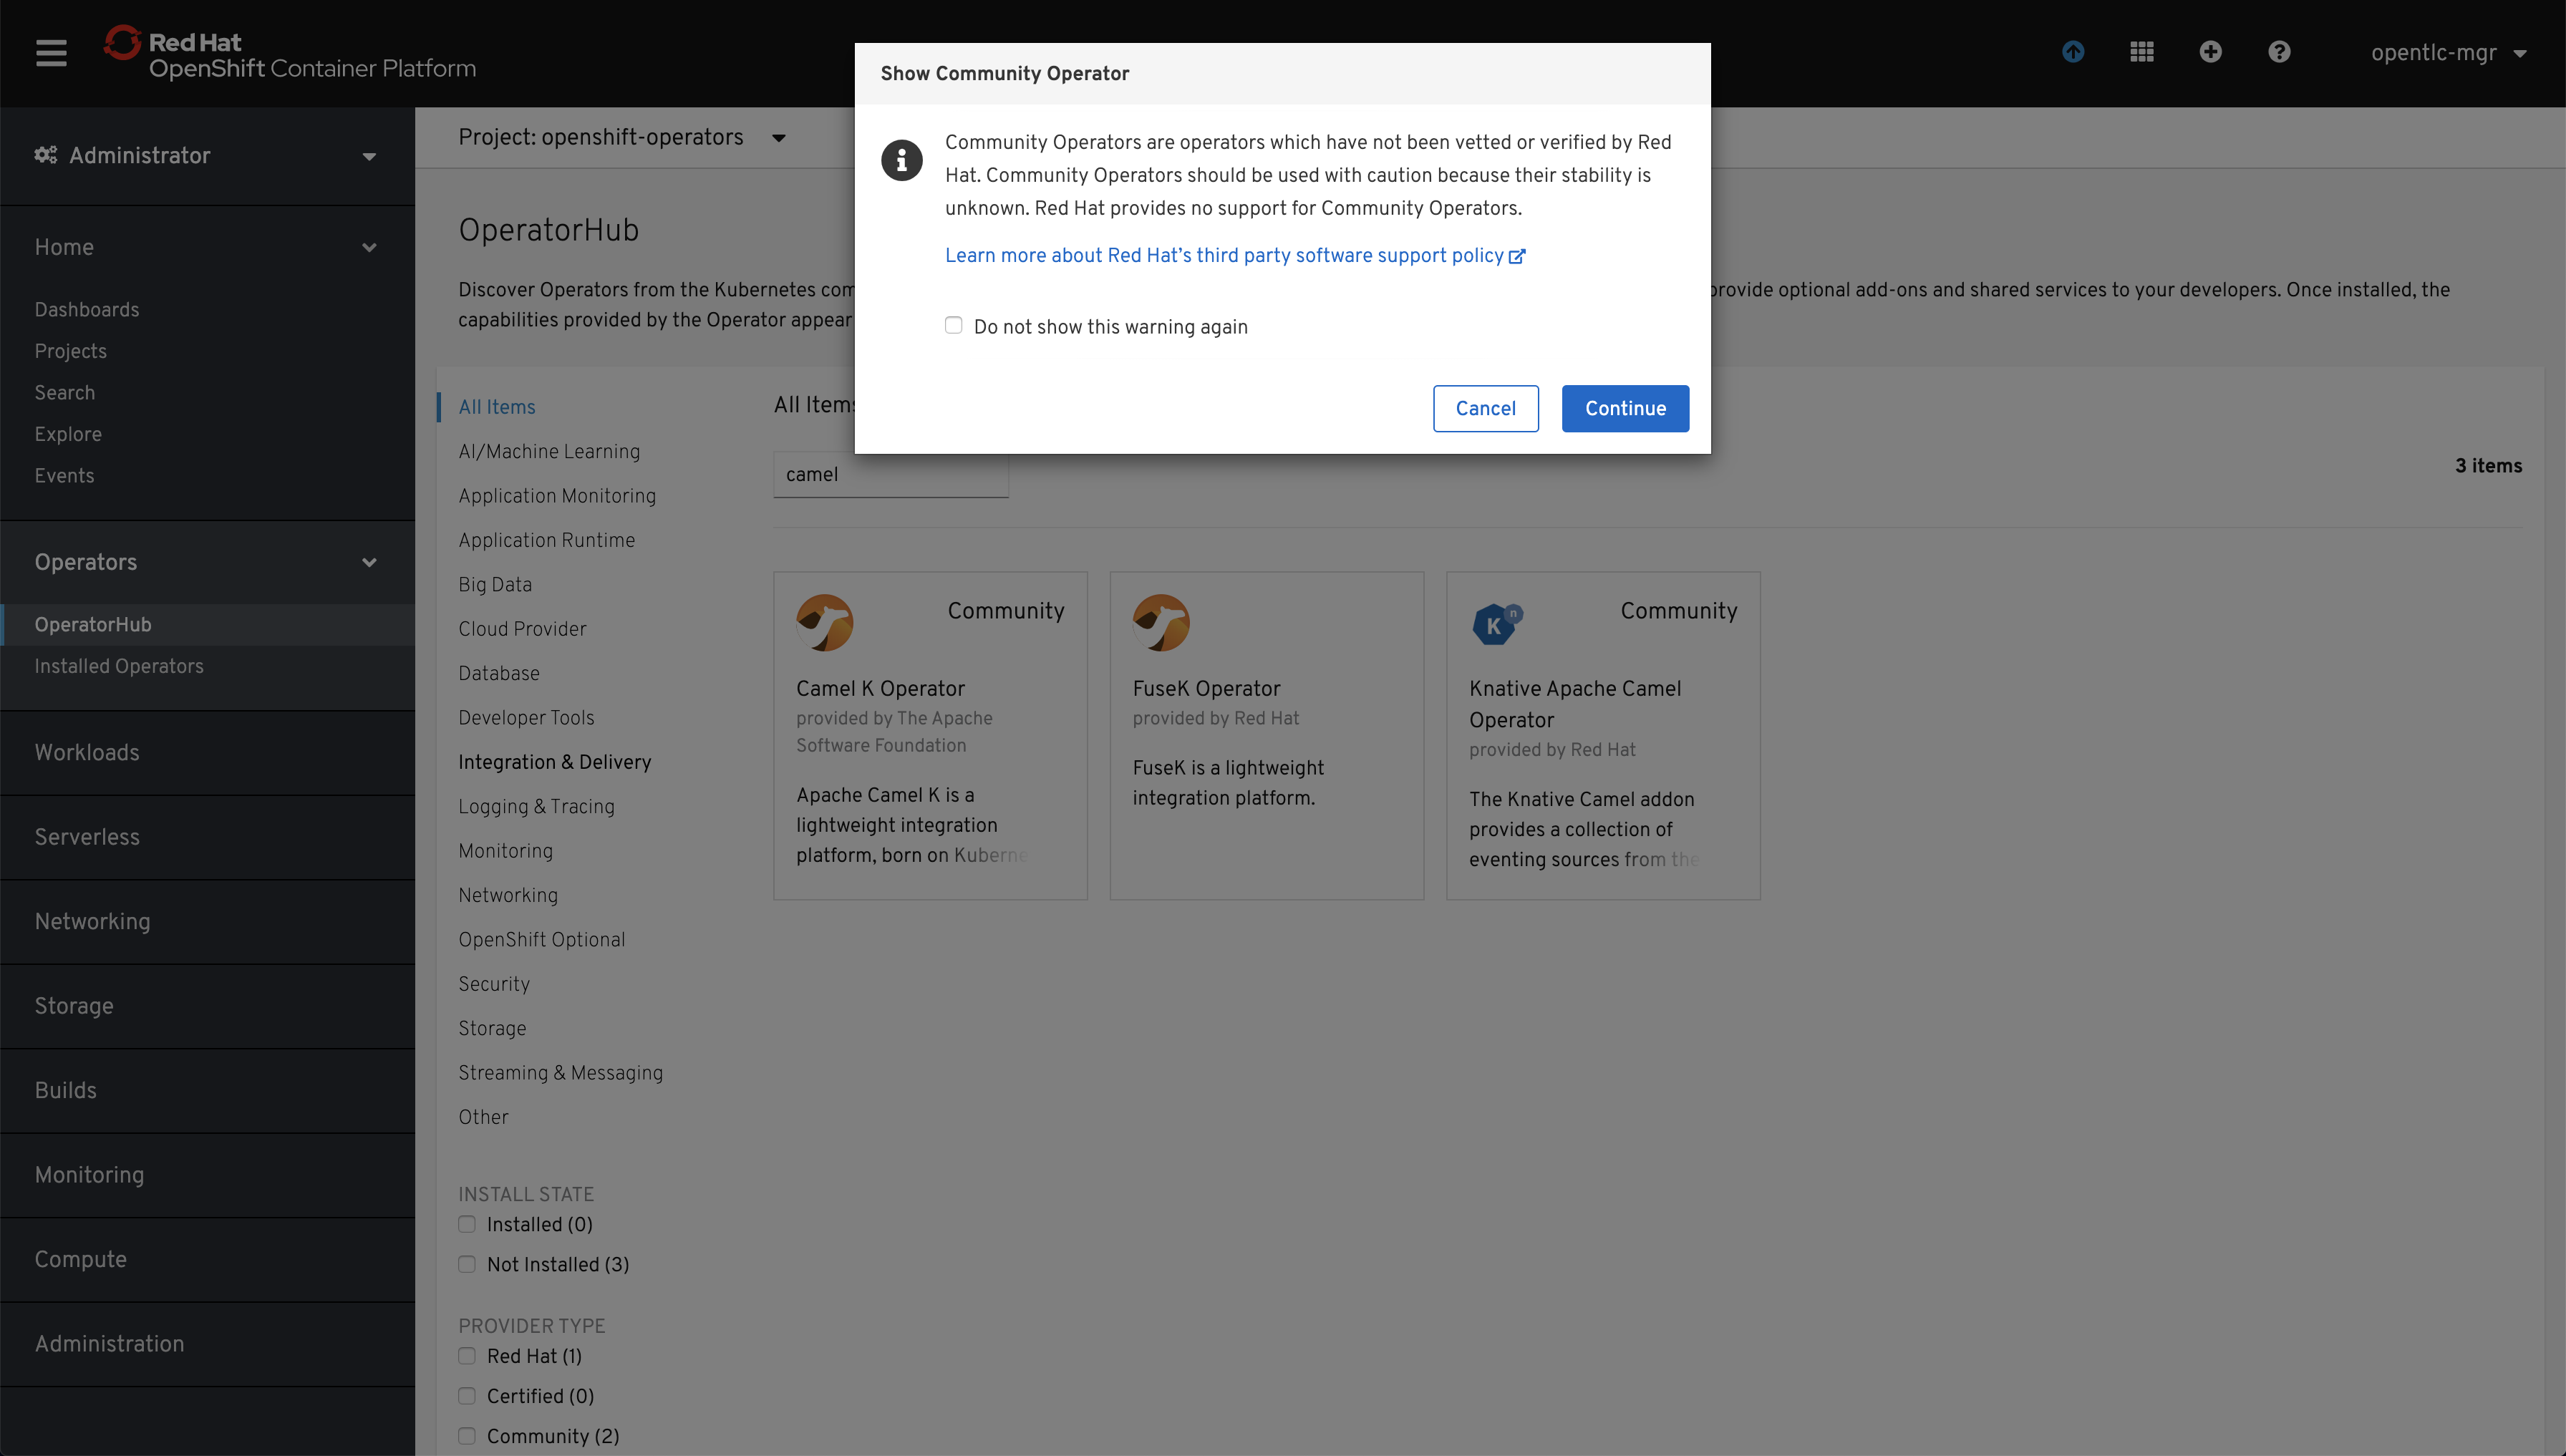 Red Hat
OpenShift Container Platform
opentlc-mgr
Show Community Operator
Community Operators are operators which have not been vetted or verified by Red
Hat. Community Operators should be used with caution because their stability is
unknown. Red Hat provides no support for Community Operators.
Learn more about Red Hat's third party software support policy
Do not show this warning again
Cancel
Continue
Administrator
Home
Dashboards
Projects
Search
Explore
Events
Operators
OperatorHub
Installed Operators
Workloads
Serverless
Networking
Storage
Builds
Monitoring
Compute
Administration
Project: openshift-operators
OperatorHub
Discover Operators from the Kubernetes com provide optional add-ons and shared services to your developers. Once installed, the
capabilities provided by the Operator appear
All Items
AI/Machine Learning
Application Monitoring
Application Runtime
Big Data
Cloud Provider
Database
Developer Tools
Integration & Delivery
Logging & Tracing
Monitoring
Networking
OpenShift Optional
Security
Storage
Streaming & Messaging
Other
INSTALL STATE
Installed (0)
Not Installed (3)
PROVIDER TYPE
Red Hat (1)
Certified (0)
Community (2)
All Items
camel
3 items
Community
Camel K Operator
provided by The Apache
Software Foundation
Apache Camel K is a
lightweight integration
platform, born on Kuberne
FuseK Operator
provided by Red Hat
FuseK is a lightweight
integration platform.
K n
Community
Knative Apache Camel
Operator
provided by Red Hat
The Knative Camel addon
provides a collection of
eventing sources from the